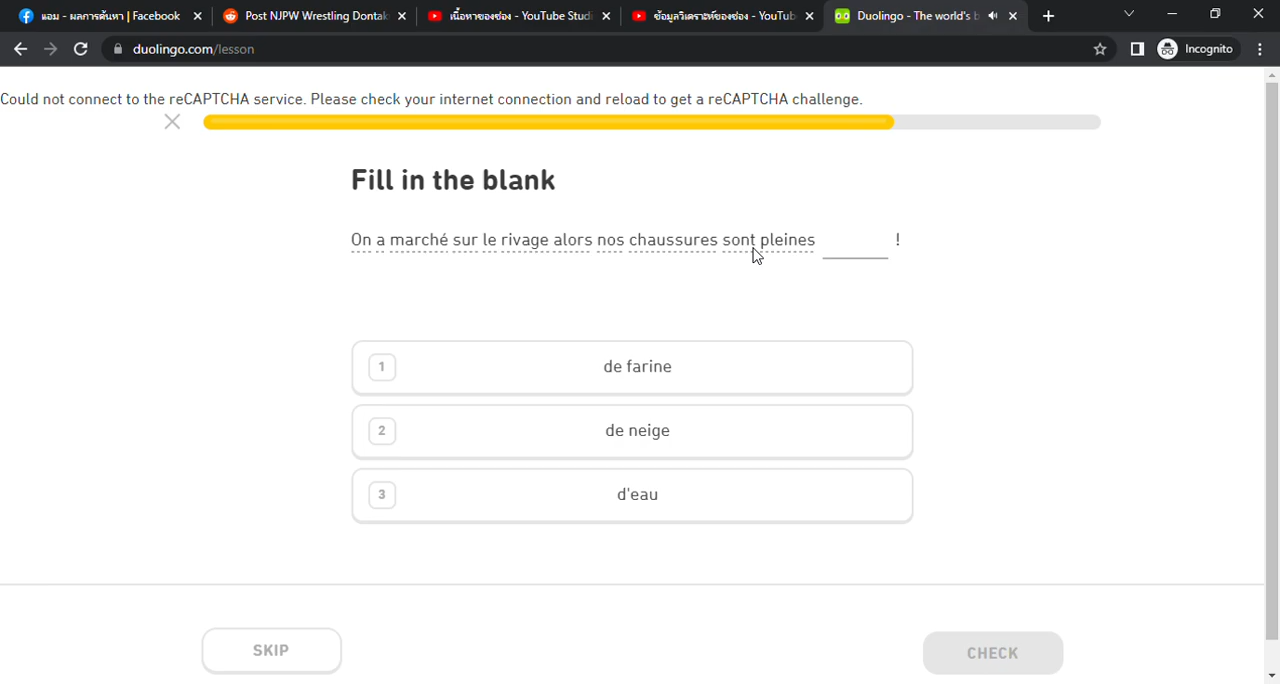 แอม - ผลการค้นหา | Facebook
Post NJPW Wrestling Dontak
เนื้อหาของช่อง - YouTube Studi
ข้อมูลวิเคราะห์ของช่อง - YouTub
Duolingo - The world's b
duolingo.com/lesson
Incognito
Could not connect to the reCAPTCHA service. Please check your internet connection and reload to get a reCAPTCHA challenge.
Fill in the blank
On a marché sur le rivage alors nos chaussures sont pleines ______ !
1 de farine
2 de neige
3 d'eau
SKIP
CHECK